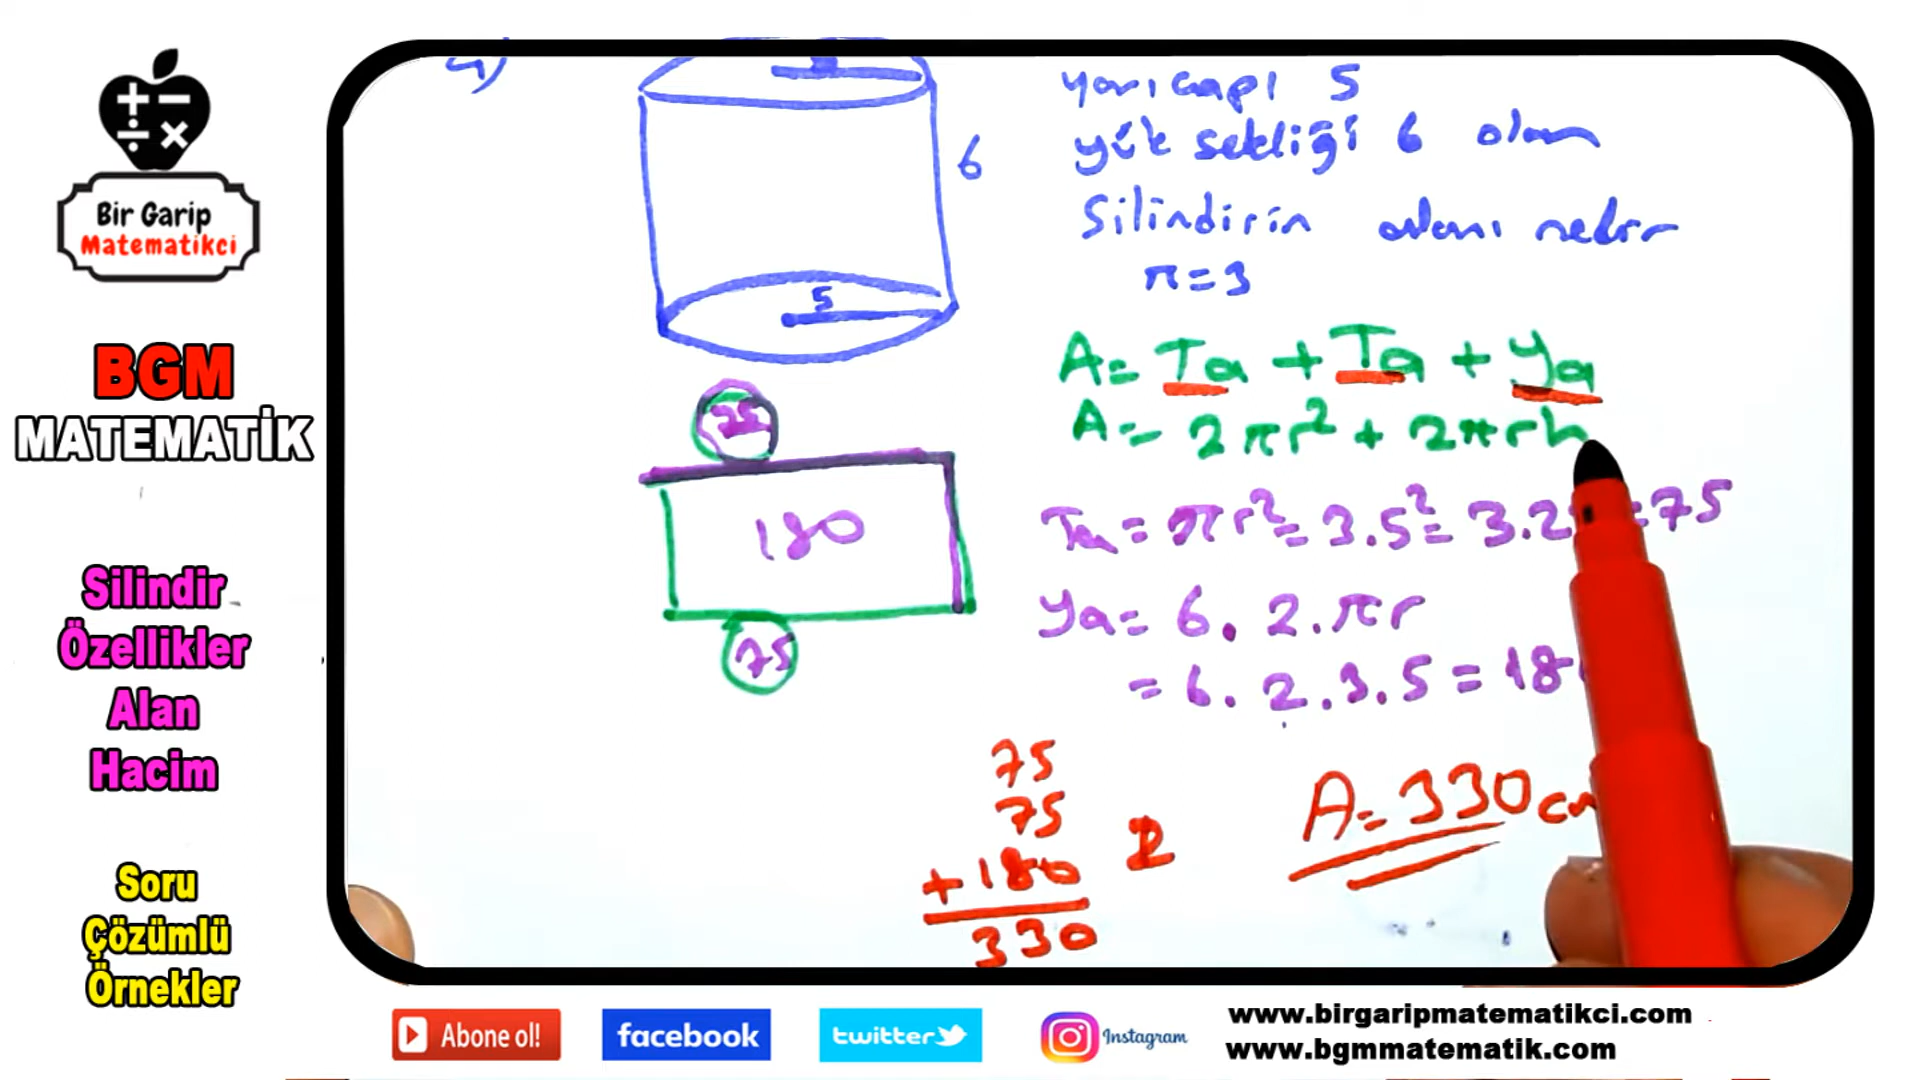 Bir Garip
Matematikci
BGM
MATEMATİK
Silindir
Özellikler
Alan
Hacim
Soru
Çözümlü
Örnekler
4)
5
6
5
yarıçapı 5
yüksekliği 6 olan
Silindirin alanı nedir
π=3
A= Ta + Ta + Ya
A= 2πr² + 2πrh
75
180
75
Ta = πr² = 3.5² = 3.2 =75
Ya= 6. 2.πr
= 6. 2.3.5 = 18
75
75
+180
330
2
A= 330 cm
Abone ol!
facebook
twitter
Instagram
www.birgaripmatematikci.com
www.bgmmatematik.com